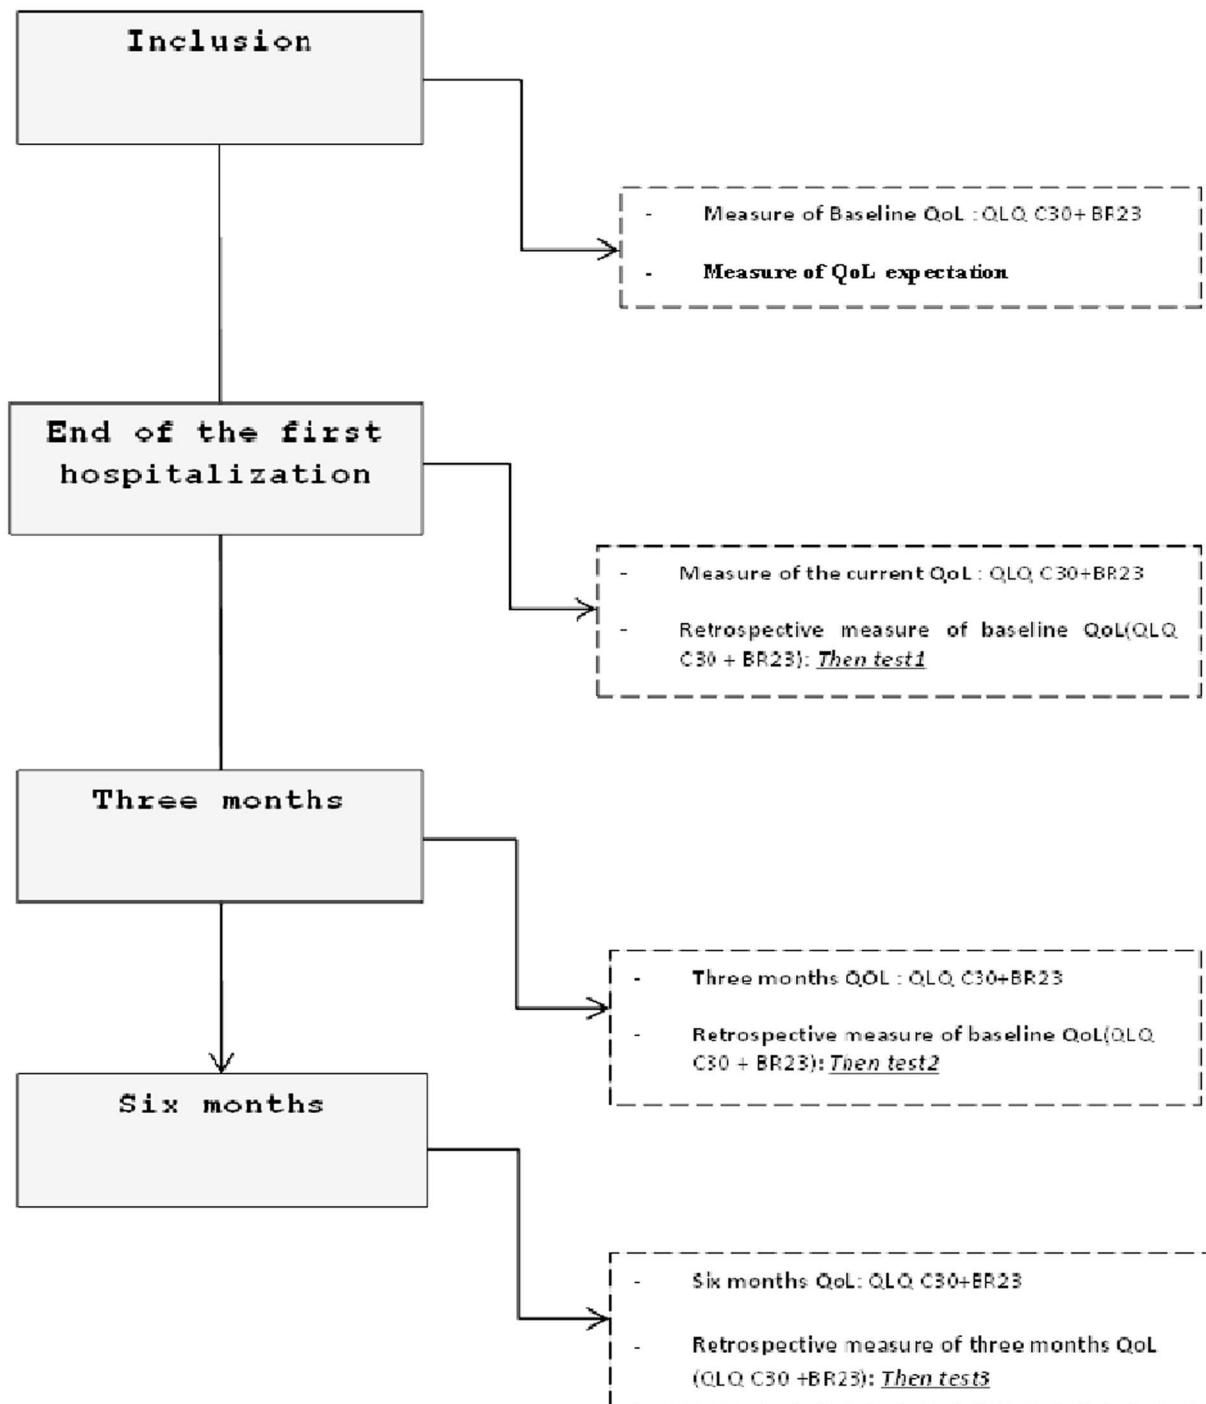 Inclusion
- Measure of Baseline QoL : QLQ C30+ BR23
- Measure of QoL expectation
End of the first
hospitalization
- Measure of the current QoL : QLQ C30+BR23
- Retrospective measure of baseline QoL(QLQ
C30 + BR23): Then test1
Three months
- Three months QOL : QLQ C30+BR23
- Retrospective measure of baseline QoL(QLQ
C30 + BR23): Then test2
Six months
- Six months QoL: QLQ C30+BR23
- Retrospective measure of three months QoL
(QLQ C30 +BR23): Then test3